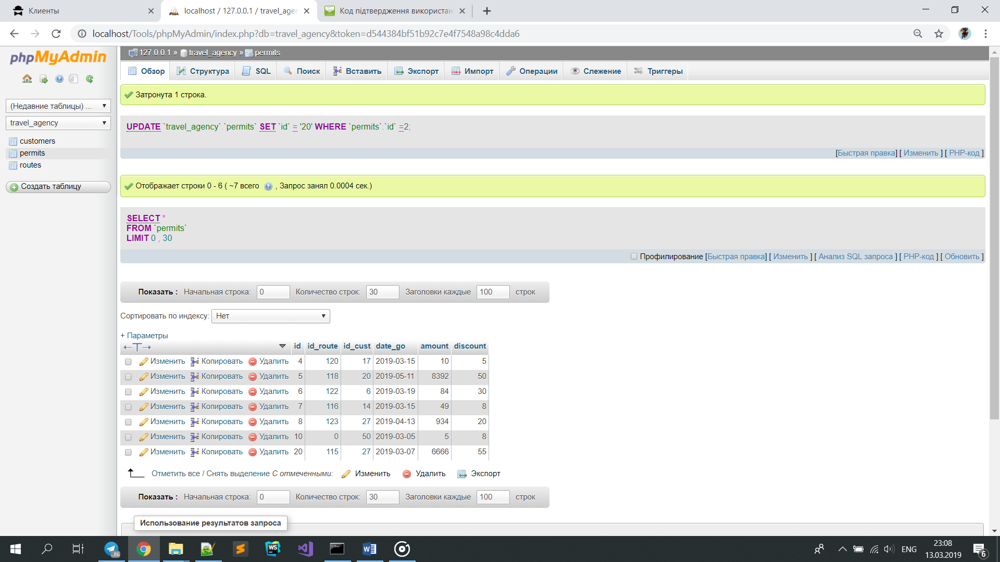 Клиенты
localhost / 127.0.0.1 / travel_agen
Код підтвердження використан
localhost/Tools/phpMyAdmin/index.php?db=travel_agency&token=d544384bf51b92c7e4f7548a98c4dda6
phpMyAdmin
127.0.0.1 » travel_agency » permits
Обзор Структура SQL Поиск Вставить Экспорт Импорт Операции Слежение Триггеры
(Недавние таблицы) ...
travel_agency
customers
permits
routes
Создать таблицу
Затронута 1 строка.
UPDATE `travel_agency`.`permits` SET `id` = '20' WHERE `permits`.`id` =2;
[Быстрая правка] [ Изменить ] [ PHP-код ]
Отображает строки 0 - 6 ( ~7 всего , Запрос занял 0.0004 сек.)
SELECT *
FROM `permits`
LIMIT 0 , 30
Профилирование [Быстрая правка] [ Изменить ] [ Анализ SQL запроса ] [ PHP-код ] [ Обновить ]
Показать : Начальная строка: 0 Количество строк: 30 Заголовки каждые 100 строк
Сортировать по индексу: Нет
+ Параметры
←T→ id id_route id_cust date_go amount discount
Изменить Копировать Удалить 4 120 17 2019-03-15 10 5
Изменить Копировать Удалить 5 118 20 2019-05-11 8392 50
Изменить Копировать Удалить 6 122 6 2019-03-19 84 30
Изменить Копировать Удалить 7 116 14 2019-03-15 49 8
Изменить Копировать Удалить 8 123 27 2019-04-13 934 20
Изменить Копировать Удалить 10 0 50 2019-03-05 5 8
Изменить Копировать Удалить 20 115 27 2019-03-07 6666 55
Отметить все / Снять выделение С отмеченными: Изменить Удалить Экспорт
Показать : Начальная строка: 0 Количество строк: 30 Заголовки каждые 100 строк
Использование результатов запроса
.86
WS
ENG
23:08
13.03.2019
6